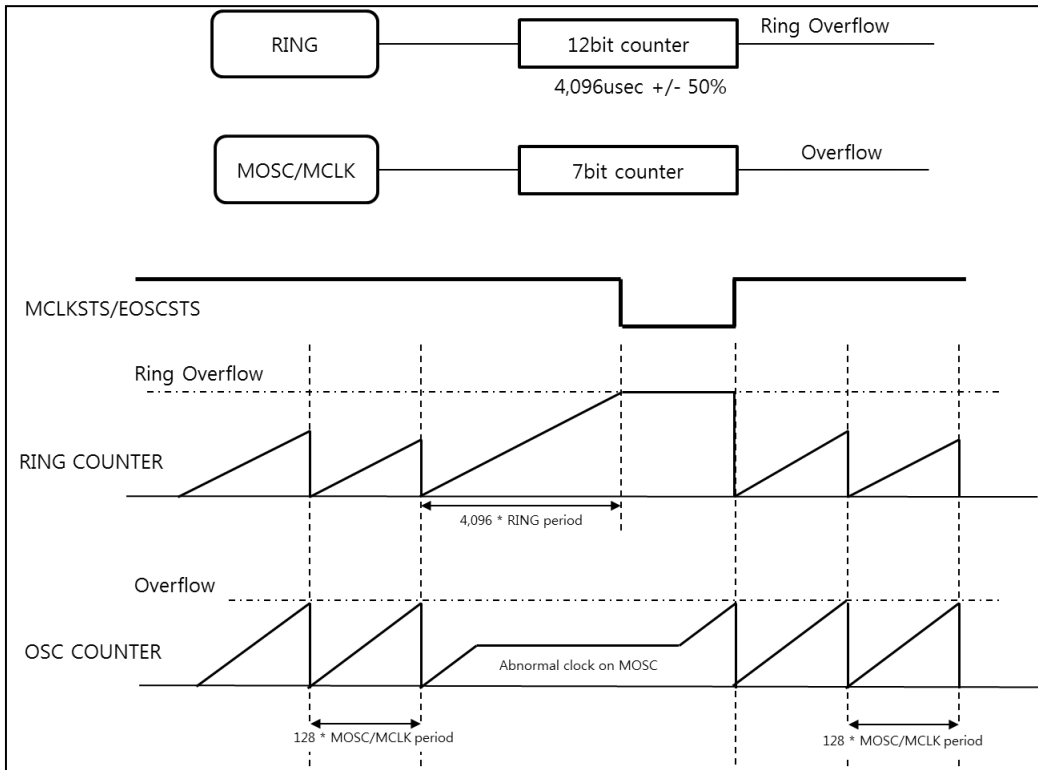 RING
12bit counter
Ring Overflow
4,096usec +/- 50%
MOSC/MCLK
7bit counter
Overflow
MCLKSTS/EOSCSTS
Ring Overflow
RING COUNTER
4,096 * RING period
Overflow
OSC COUNTER
Abnormal clock on MOSC
128 * MOSC/MCLK period
128 * MOSC/MCLK period